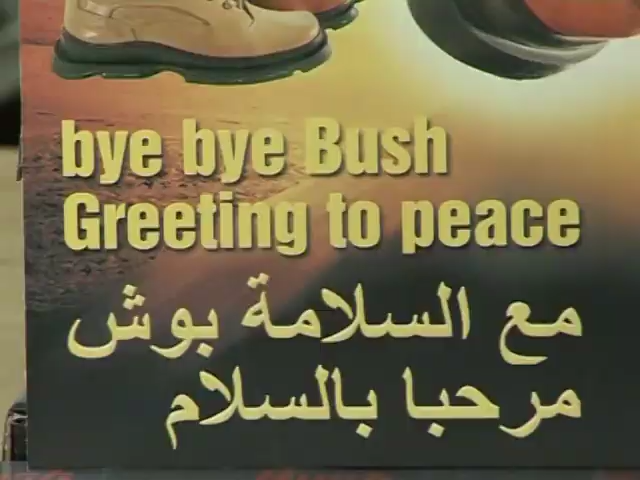 bye bye Bush
Greeting to peace
مع السلامة بوش
مرحبا بالسلام